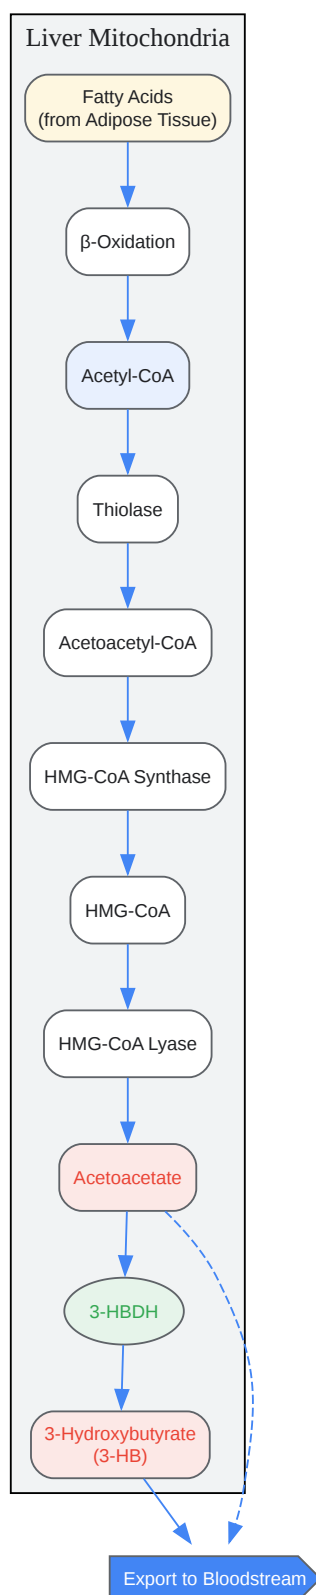 Liver Mitochondria
Fatty Acids
(from Adipose Tissue)
β-Oxidation
Acetyl-CoA
Thiolase
Acetoacetyl-CoA
HMG-CoA Synthase
HMG-CoA
HMG-CoA Lyase
Acetoacetate
3-HBDH
3-Hydroxybutyrate
(3-HB)
Export to Bloodstream